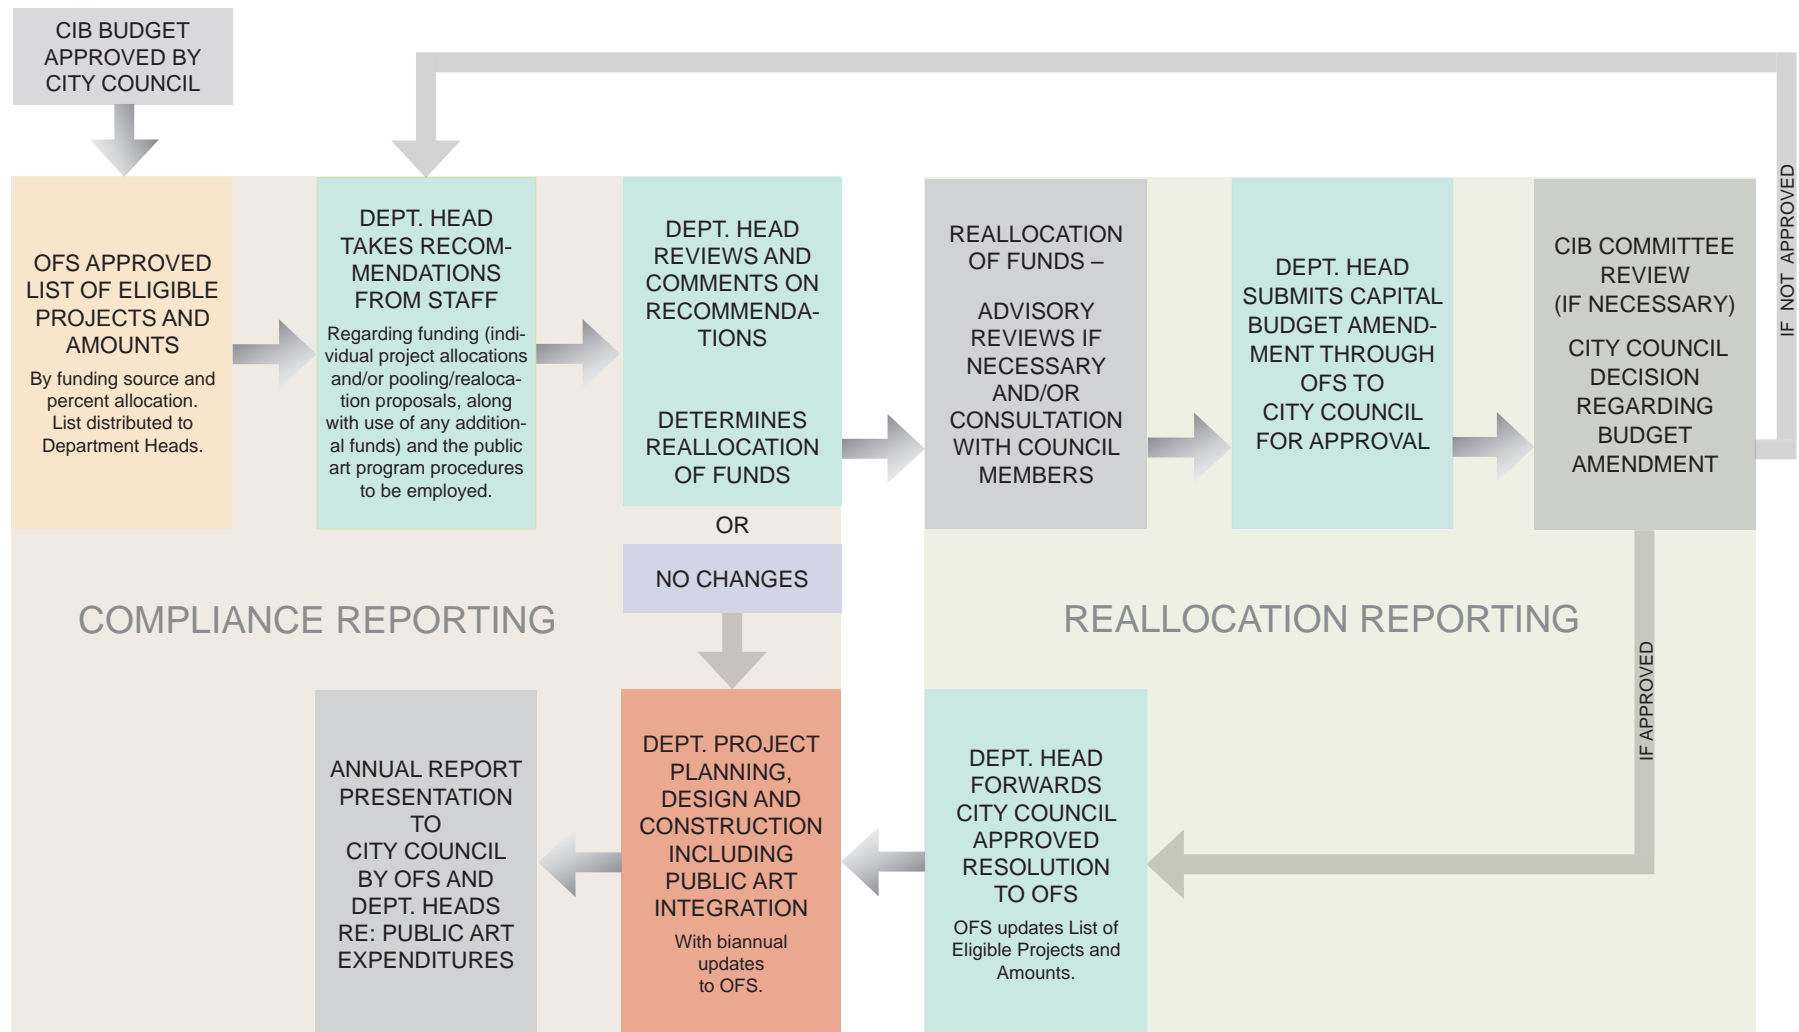 CIB BUDGET
APPROVED BY
CITY COUNCIL
OFS APPROVED
LIST OF ELIGIBLE
PROJECTS AND
AMOUNTS
By funding source and
percent allocation.
List distributed to
Department Heads.
DEPT. HEAD
TAKES RECOM-
MENDATIONS
FROM STAFF
Regarding funding (indi-
vidual project allocations
and/or pooling/realoca-
tion proposals, along
with use of any addition-
al funds) and the public
art program procedures
to be employed.
DEPT. HEAD
REVIEWS AND
COMMENTS ON
RECOMMENDA-
TIONS
DETERMINES
REALLOCATION
OF FUNDS
OR
NO CHANGES
REALLOCATION
OF FUNDS –
ADVISORY
REVIEWS IF
NECESSARY
AND/OR
CONSULTATION
WITH COUNCIL
MEMBERS
DEPT. HEAD
SUBMITS CAPITAL
BUDGET AMEND-
MENT THROUGH
OFS TO
CITY COUNCIL
FOR APPROVAL
CIB COMMITTEE
REVIEW
(IF NECESSARY)
CITY COUNCIL
DECISION
REGARDING
BUDGET
AMENDMENT
IF NOT APPROVED
COMPLIANCE REPORTING
REALLOCATION REPORTING
IF APPROVED
ANNUAL REPORT
PRESENTATION
TO
CITY COUNCIL
BY OFS AND
DEPT. HEADS
RE: PUBLIC ART
EXPENDITURES
DEPT. PROJECT
PLANNING,
DESIGN AND
CONSTRUCTION
INCLUDING
PUBLIC ART
INTEGRATION
With biannual
updates
to OFS.
DEPT. HEAD
FORWARDS
CITY COUNCIL
APPROVED
RESOLUTION
TO OFS
OFS updates List of
Eligible Projects and
Amounts.